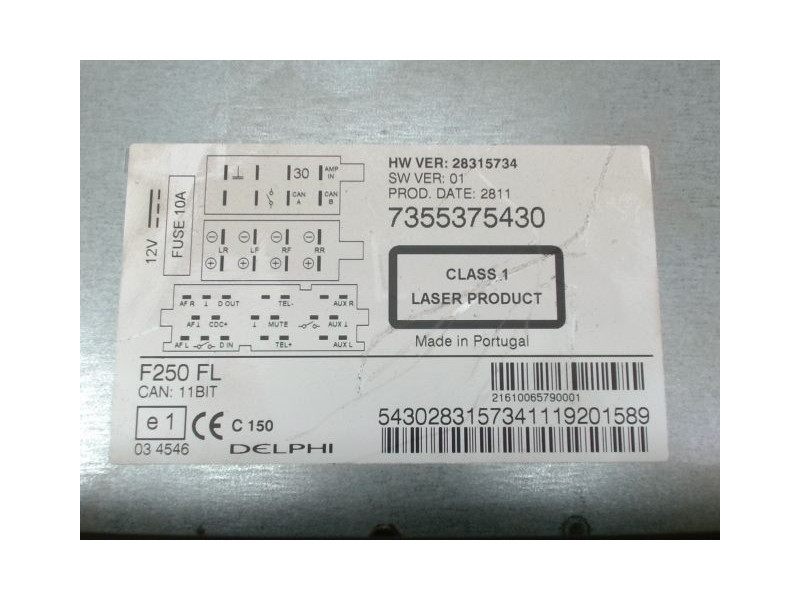 12V
FUSE 10A
30 AMP IN
CAN A CAN B
LR LF RF RR
AF R D OUT TEL- AUX R
AF CDC+ MUTE AUX
AF L D IN TEL+ AUX L
HW VER: 28315734
SW VER: 01
PROD. DATE: 2811
7355375430
CLASS 1
LASER PRODUCT
Made in Portugal
21610065790001
5430283157341119201589
F250 FL
CAN: 11BIT
e1 CE C 150
03 4546 DELPHI